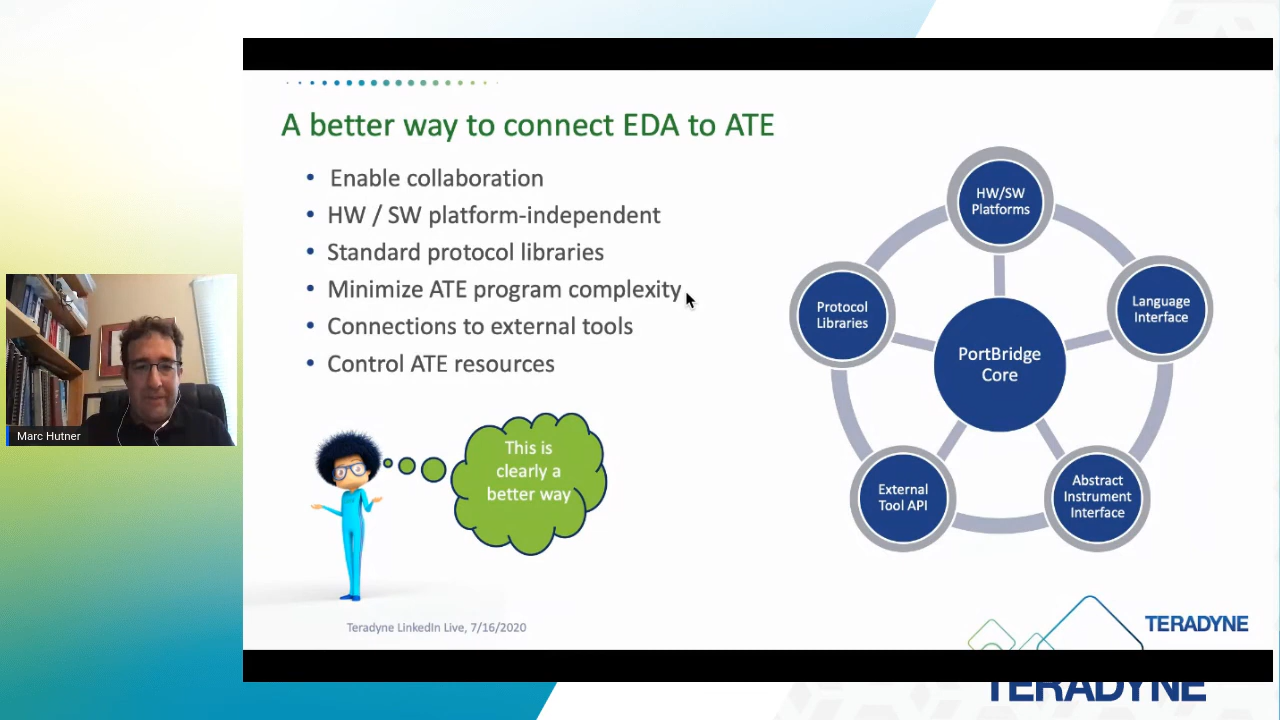 A better way to connect EDA to ATE
• Enable collaboration
• HW / SW platform-independent
• Standard protocol libraries
• Minimize ATE program complexity
• Connections to external tools
• Control ATE resources
This is
clearly a
better way
HW/SW
Platforms
Language
Interface
Protocol
Libraries
PortBridge
Core
External
Tool API
Abstract
Instrument
Interface
Marc Hutner
Teradyne LinkedIn Live, 7/16/2020
TERADYNE
TERADYNE